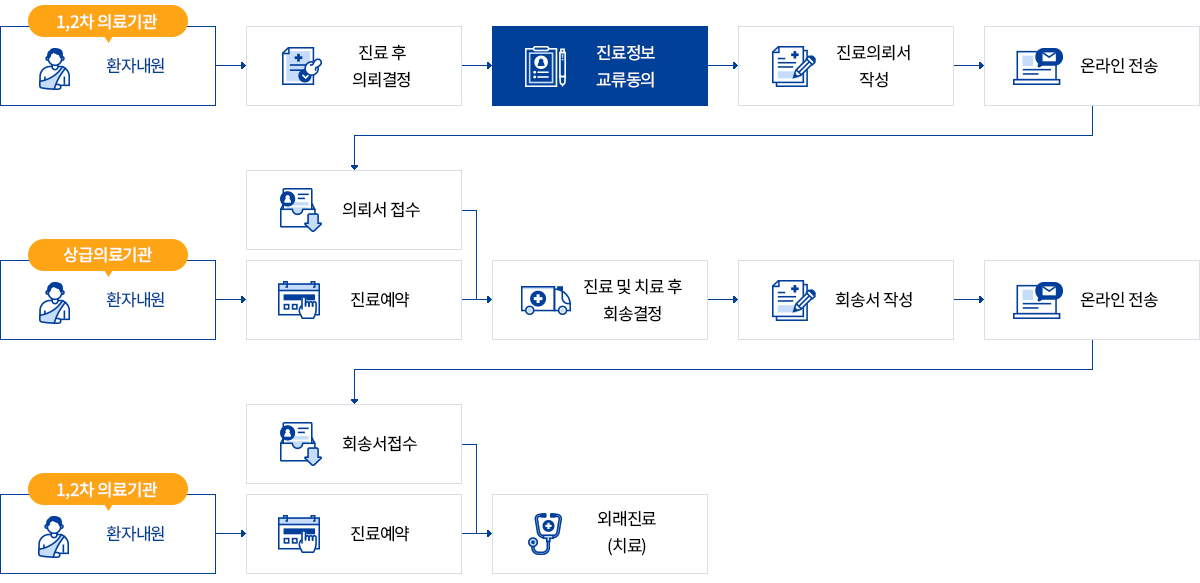 1,2차 의료기관
환자내원
진료 후
의뢰결정
진료정보
교류동의
진료의뢰서
작성
온라인 전송
의뢰서 접수
상급의료기관
환자내원
진료예약
진료 및 치료 후
회송결정
회송서 작성
온라인 전송
회송서접수
1,2차 의료기관
환자내원
진료예약
외래진료
(치료)